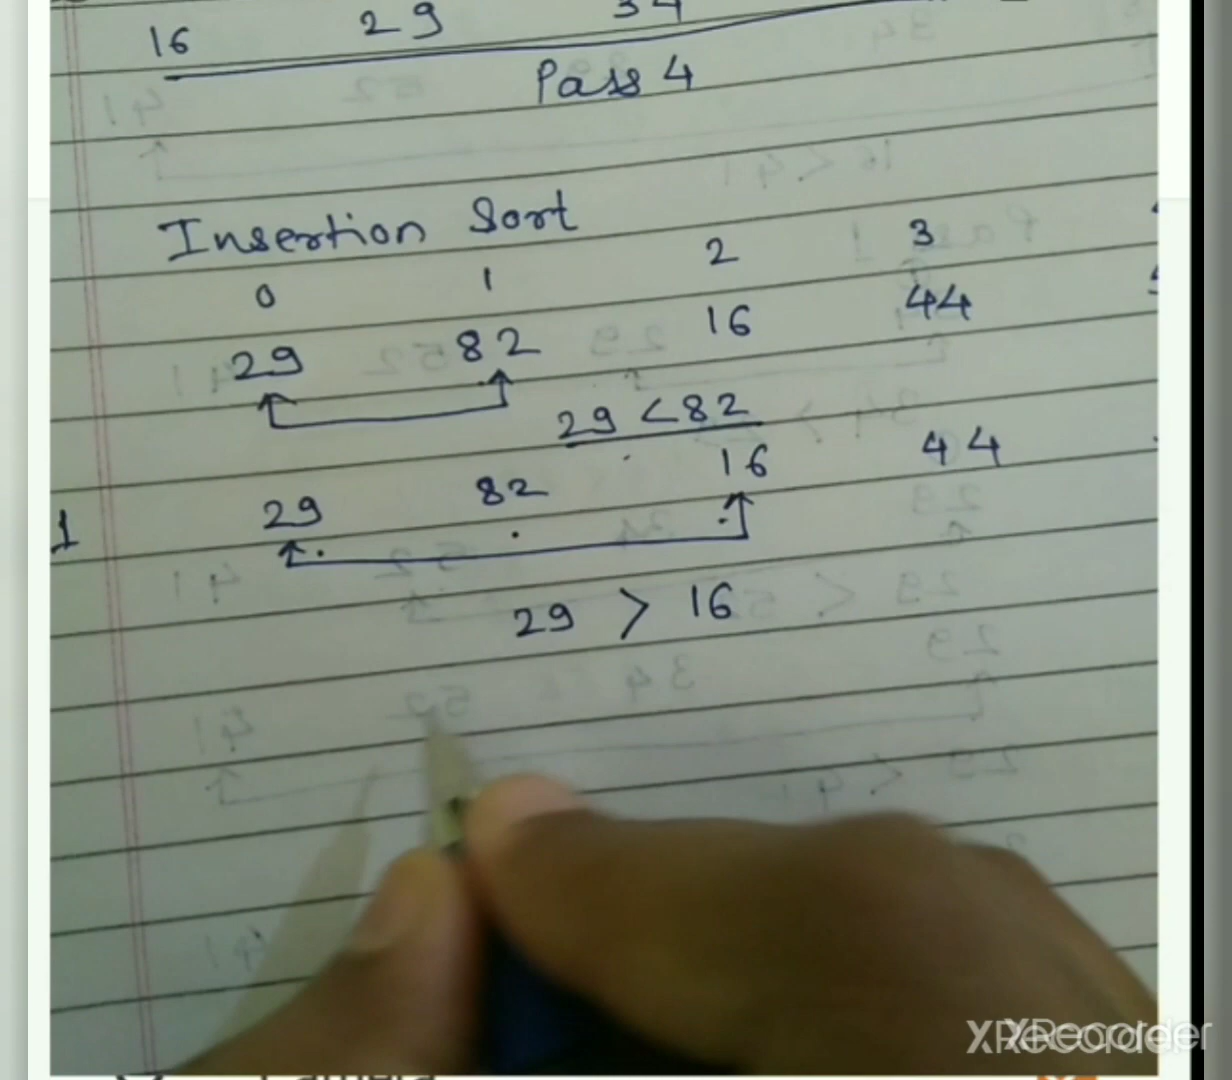 16 29 34
Pass 4
Insertion Sort
0 1 2 3
29 82 16 44
29 < 82
1 29 82 16 44
29 > 16
XRecorder